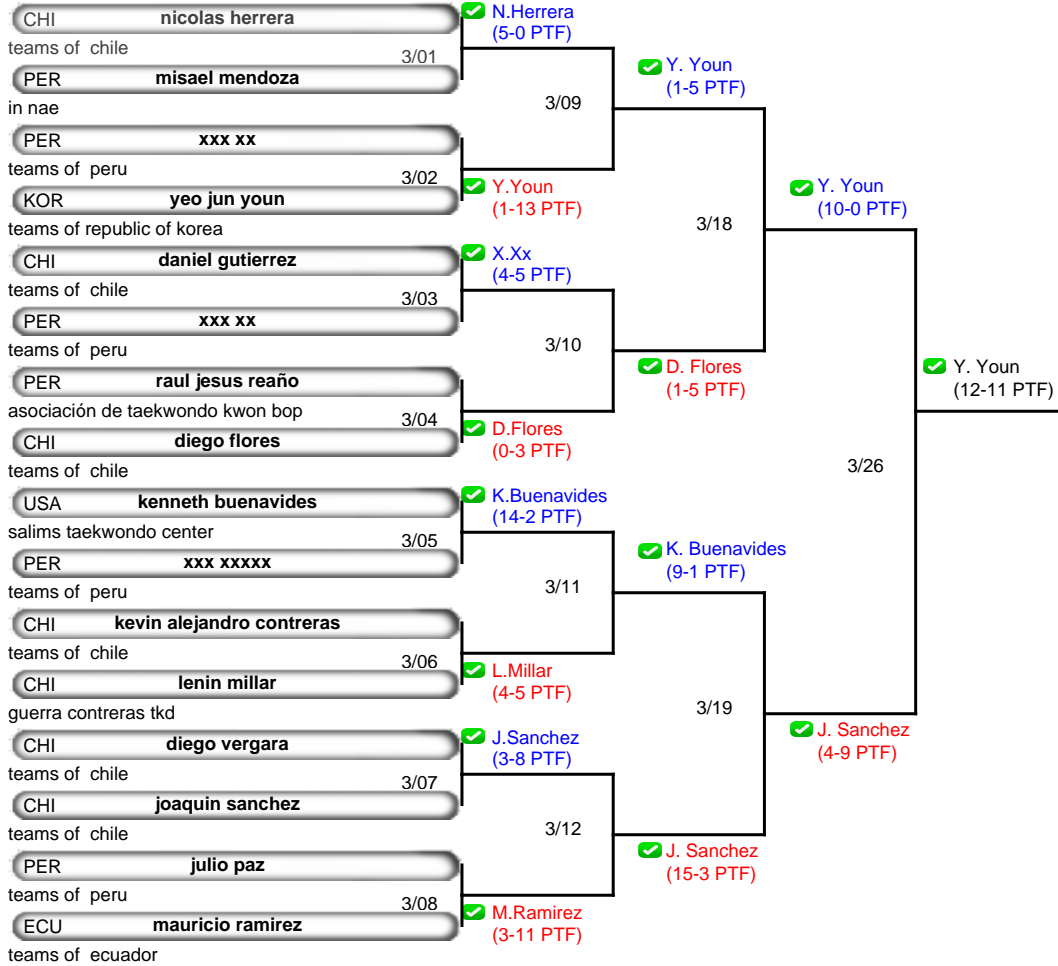 CHI nicolas herrera
teams of chile
3/01
PER misael mendoza
in nae
PER xxx xx
teams of peru
3/02
KOR yeo jun youn
teams of republic of korea
CHI daniel gutierrez
teams of chile
3/03
PER xxx xx
teams of peru
PER raul jesus reaño
asociación de taekwondo kwon bop
3/04
CHI diego flores
teams of chile
USA kenneth buenavides
salims taekwondo center
3/05
PER xxx xxxxx
teams of peru
CHI kevin alejandro contreras
teams of chile
3/06
CHI lenin millar
guerra contreras tkd
CHI diego vergara
teams of chile
3/07
CHI joaquin sanchez
teams of chile
PER julio paz
teams of peru
3/08
ECU mauricio ramirez
teams of ecuador
N.Herrera
(5-0 PTF)
3/09
Y.Youn
(1-13 PTF)
X.Xx
(4-5 PTF)
3/10
D.Flores
(0-3 PTF)
K.Buenavides
(14-2 PTF)
3/11
L.Millar
(4-5 PTF)
J.Sanchez
(3-8 PTF)
3/12
M.Ramirez
(3-11 PTF)
Y. Youn
(1-5 PTF)
3/18
D. Flores
(1-5 PTF)
K. Buenavides
(9-1 PTF)
3/19
J. Sanchez
(15-3 PTF)
Y. Youn
(10-0 PTF)
3/26
J. Sanchez
(4-9 PTF)
Y. Youn
(12-11 PTF)